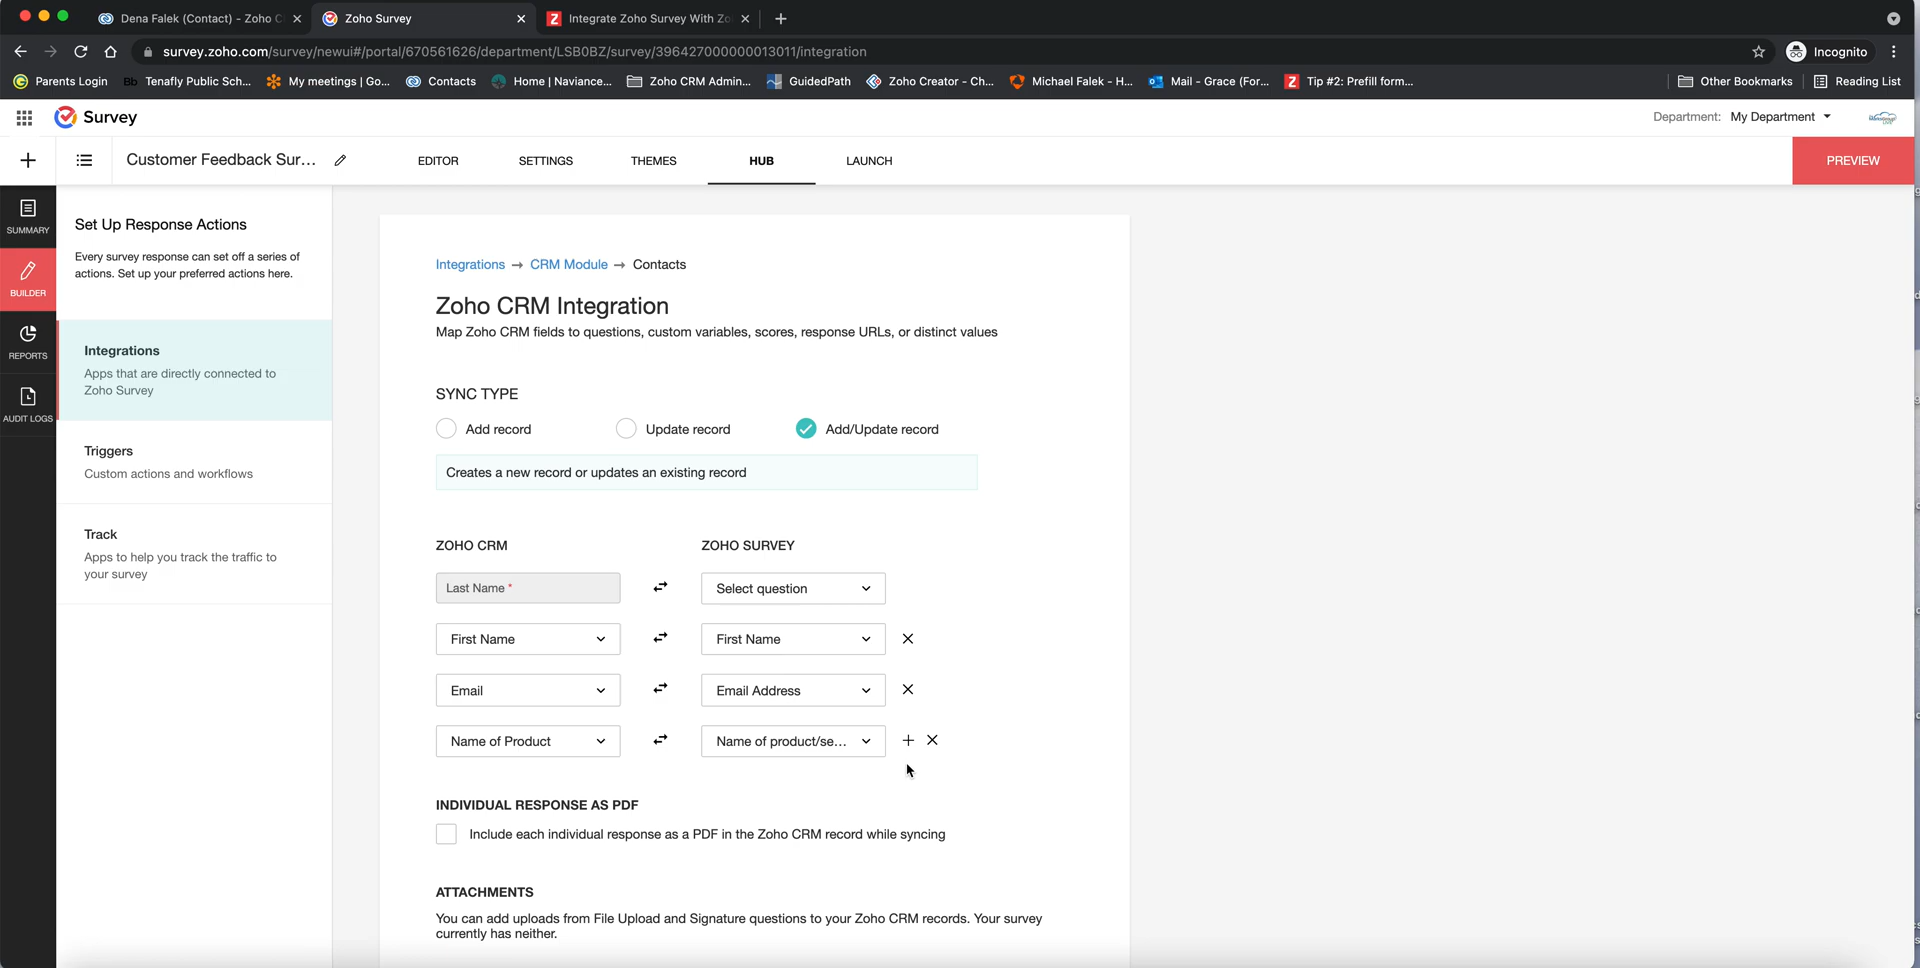 Dena Falek (Contact) - Zoho C
Zoho Survey
Integrate Zoho Survey With Zo
survey.zoho.com/survey/newui#/portal/670561626/department/LSB0BZ/survey/396427000000013011/integration
Incognito
Parents Login
Bb Tenafly Public Sch...
My meetings | Go...
Contacts
Home | Naviance...
Zoho CRM Admin...
GuidedPath
Zoho Creator - Ch...
Michael Falek - H...
Mail - Grace (For...
Tip #2: Prefill form...
Other Bookmarks
Reading List
Survey
Department: My Department
Customer Feedback Sur...
EDITOR
SETTINGS
THEMES
HUB
LAUNCH
PREVIEW
SUMMARY
BUILDER
REPORTS
AUDIT LOGS
Set Up Response Actions
Every survey response can set off a series of
actions. Set up your preferred actions here.
Integrations
Apps that are directly connected to
Zoho Survey
Triggers
Custom actions and workflows
Track
Apps to help you track the traffic to
your survey
Integrations → CRM Module → Contacts
Zoho CRM Integration
Map Zoho CRM fields to questions, custom variables, scores, response URLs, or distinct values
SYNC TYPE
Add record
Update record
Add/Update record
Creates a new record or updates an existing record
ZOHO CRM
ZOHO SURVEY
Last Name *
Select question
First Name
First Name
Email
Email Address
Name of Product
Name of product/se...
INDIVIDUAL RESPONSE AS PDF
Include each individual response as a PDF in the Zoho CRM record while syncing
ATTACHMENTS
You can add uploads from File Upload and Signature questions to your Zoho CRM records. Your survey
currently has neither.